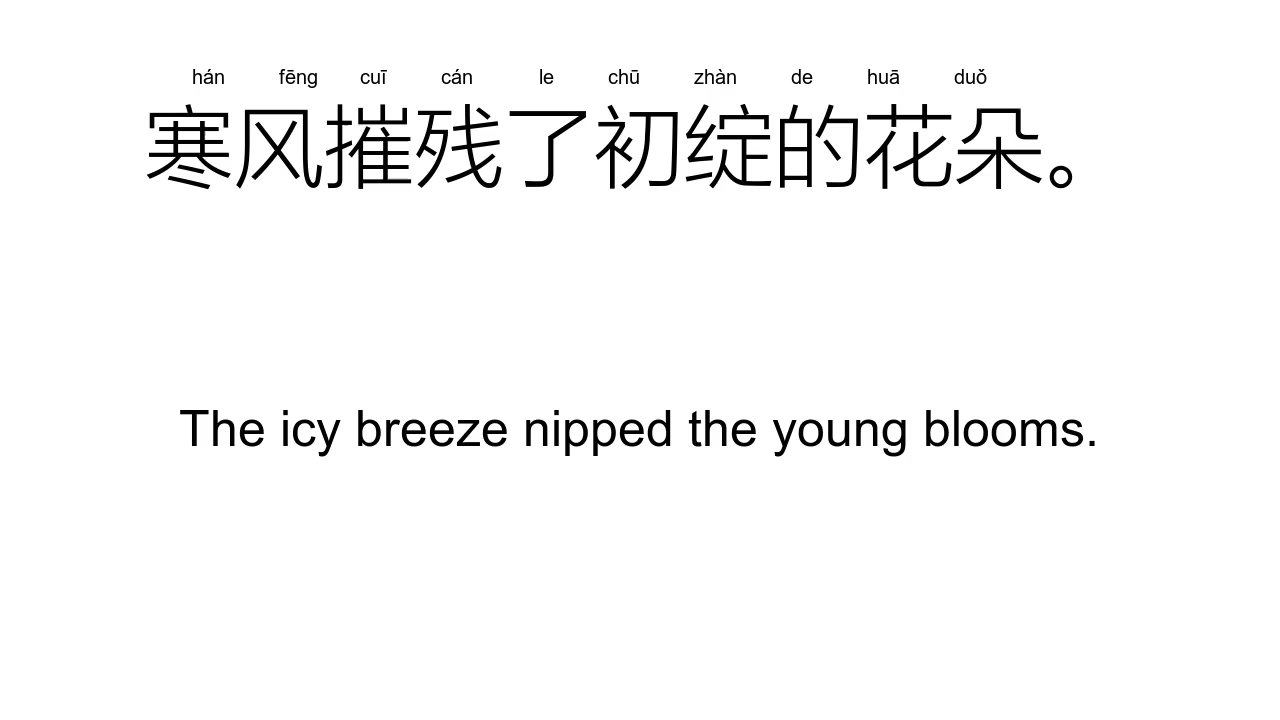 hán fēng cuī cán le chū zhàn de huā duǒ
寒风摧残了初绽的花朵。
The icy breeze nipped the young blooms.